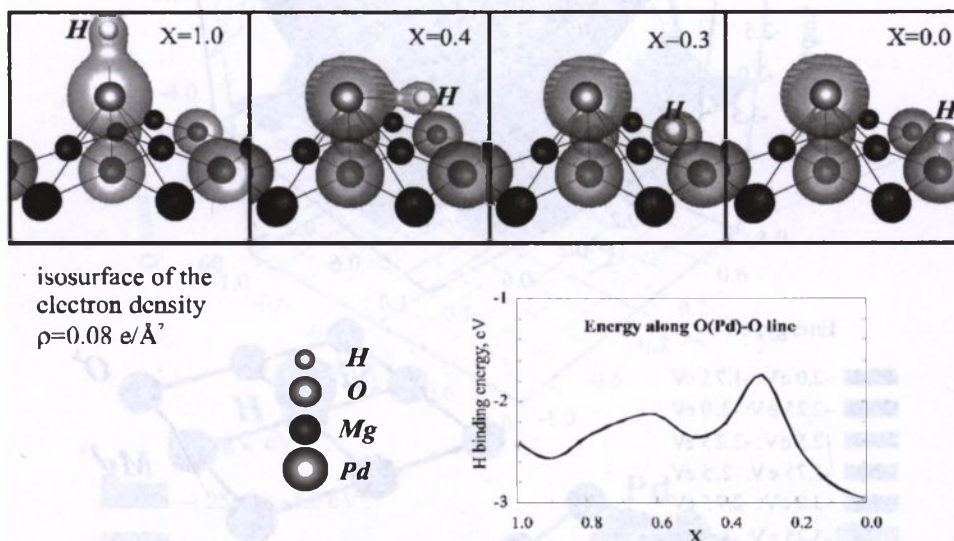 H X=1.0
X=0.4
H
X=0.3
H
X=0.0
H
isosurface of the
electron density
ρ=0.08 e/Å³
H
O
Mg
Pd
Energy along O(Pd)-O line
H binding energy, eV
-1
-2
-3
1.0 0.8 0.6 0.4 0.2 0.0
X